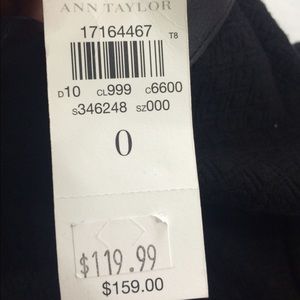 ANN TAYLOR
17164467 T8
D10 CL999 C6600
S346248 SZ000
0
$119.99
$159.00